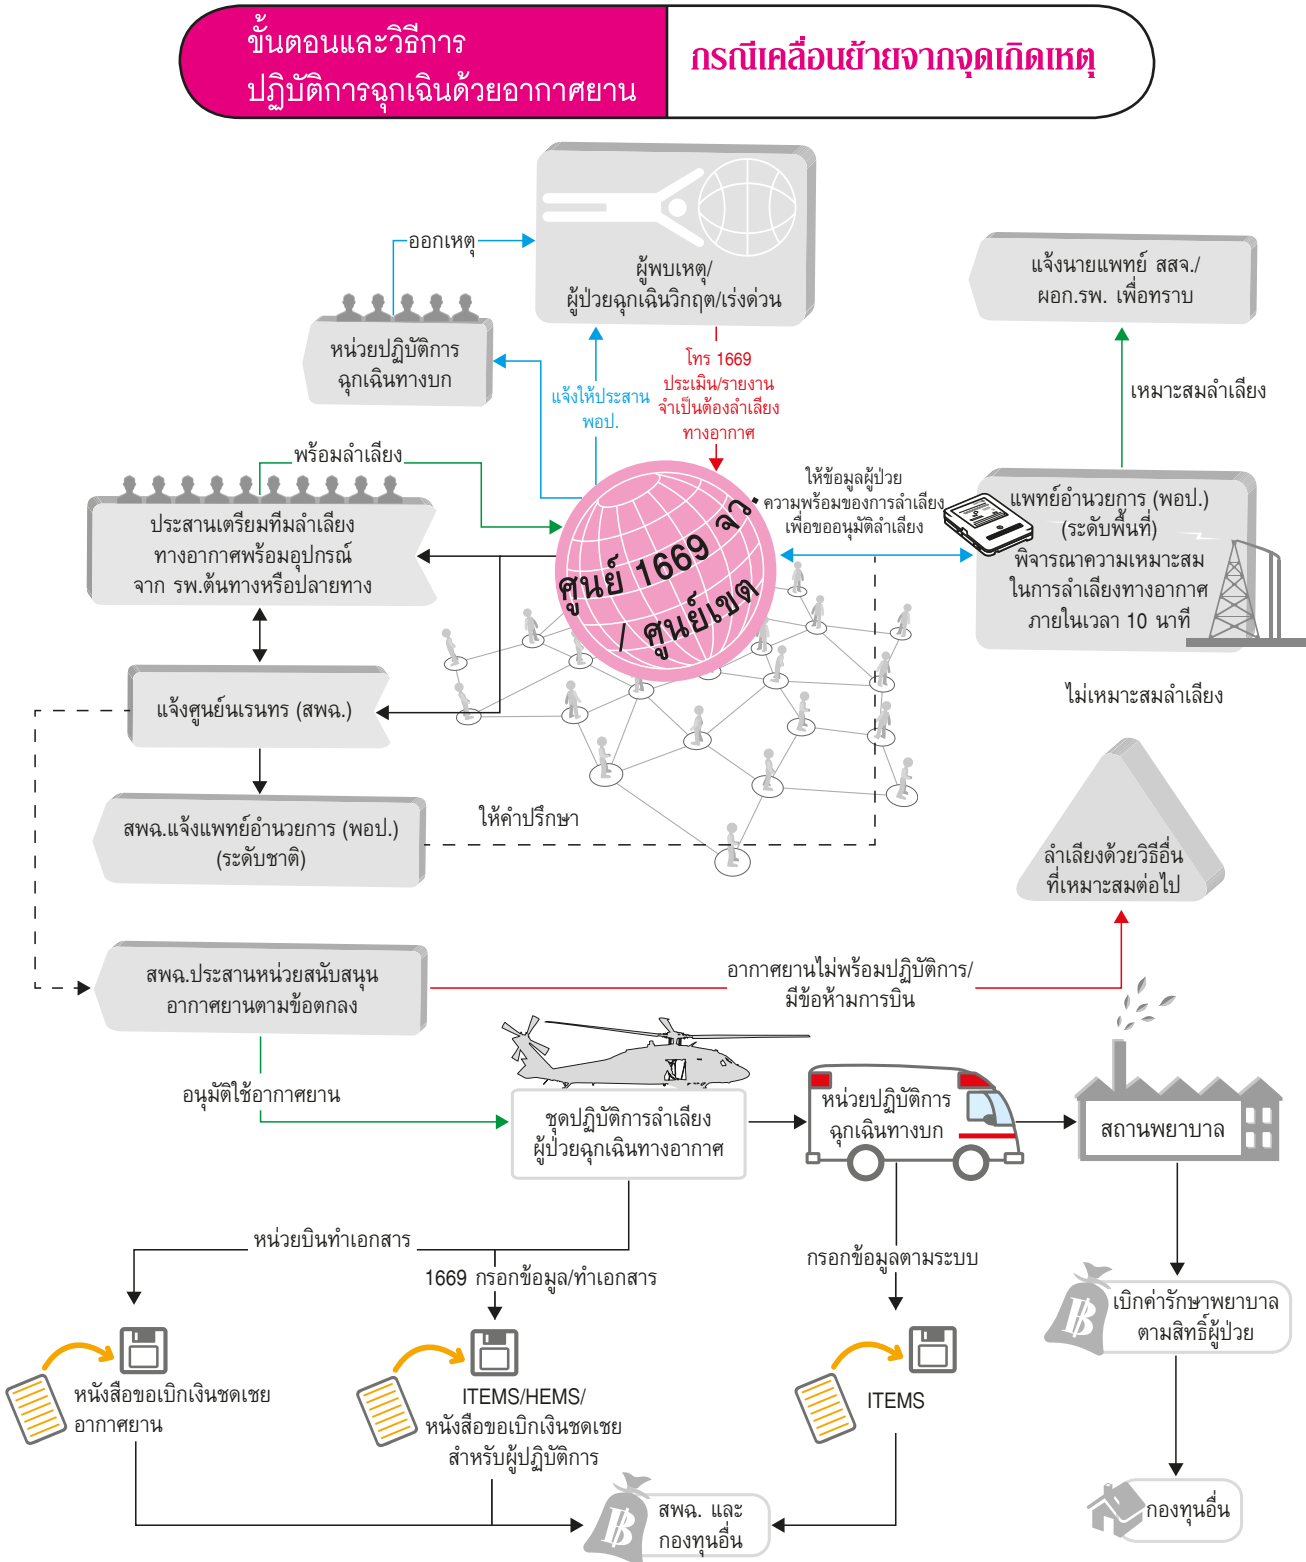 ขั้นตอนและวิธีการ
ปฏิบัติการฉุกเฉินด้วยอากาศยาน
กรณีเคลื่อนย้ายจากจุดเกิดเหตุ
ออกเหตุ
ผู้พบเหตุ/
ผู้ป่วยฉุกเฉินวิกฤต/เร่งด่วน
แจ้งนายแพทย์ สสจ./
ผอก.รพ. เพื่อทราบ
หน่วยปฏิบัติการ
ฉุกเฉินทางบก
แจ้งให้ประสาน
พอป.
โทร 1669
ประเมิน/รายงาน
จำเป็นต้องลำเลียง
ทางอากาศ
เหมาะสมลำเลียง
พร้อมลำเลียง
ประสานเตรียมทีมลำเลียง
ทางอากาศพร้อมอุปกรณ์
จาก รพ.ต้นทางหรือปลายทาง
ศูนย์ 1669 จว.
/ ศูนย์เขต
ให้ข้อมูลผู้ป่วย
ความพร้อมของการลำเลียง
เพื่อขออนุมัติลำเลียง
แพทย์อำนวยการ (พอป.)
(ระดับพื้นที่)
พิจารณาความเหมาะสม
ในการลำเลียงทางอากาศ
ภายในเวลา 10 นาที
ไม่เหมาะสมลำเลียง
แจ้งศูนย์นเรนทร (สพฉ.)
สพฉ.แจ้งแพทย์อำนวยการ (พอป.)
(ระดับชาติ)
ให้คำปรึกษา
ลำเลียงด้วยวิธีอื่น
ที่เหมาะสมต่อไป
สพฉ.ประสานหน่วยสนับสนุน
อากาศยานตามข้อตกลง
อากาศยานไม่พร้อมปฏิบัติการ/
มีข้อห้ามการบิน
อนุมัติใช้อากาศยาน
ชุดปฏิบัติการลำเลียง
ผู้ป่วยฉุกเฉินทางอากาศ
หน่วยปฏิบัติการ
ฉุกเฉินทางบก
สถานพยาบาล
หน่วยบินทำเอกสาร
1669 กรอกข้อมูล/ทำเอกสาร
กรอกข้อมูลตามระบบ
เบิกค่ารักษาพยาบาล
ตามสิทธิ์ผู้ป่วย
หนังสือขอเบิกเงินชดเชย
อากาศยาน
ITEMS/HEMS/
หนังสือขอเบิกเงินชดเชย
สำหรับผู้ปฏิบัติการ
ITEMS
สพฉ. และ
กองทุนอื่น
กองทุนอื่น